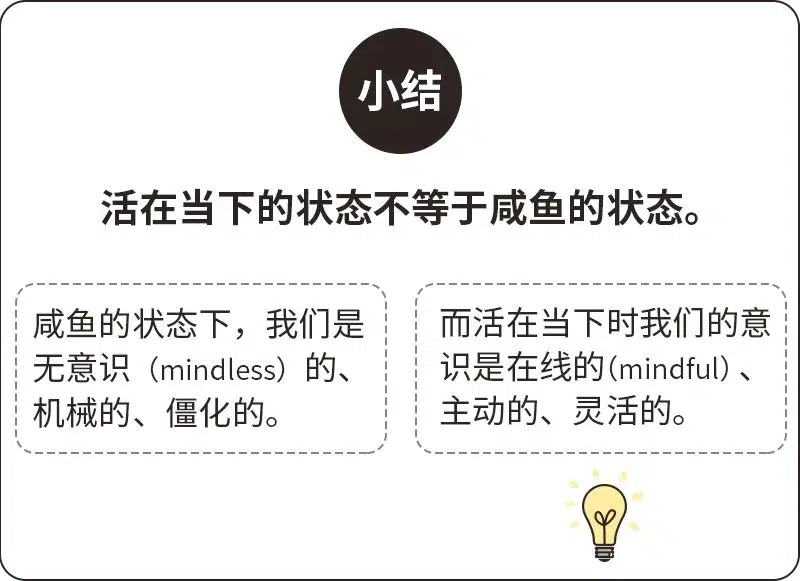 小结
活在当下的状态不等于咸鱼的状态。
咸鱼的状态下，我们是
无意识（mindless）的、
机械的、僵化的。
而活在当下时我们的意
识是在线的(mindful)、
主动的、灵活的。